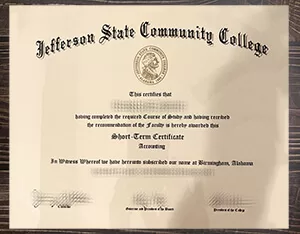 Jefferson State Community College
This certifies that
having completed the required Course of Study and having received
the recommendation of the Faculty is hereby awarded this
Short-Term Certificate
Accounting
In Witness Whereof we have hereunto subscribed our name at Birmingham, Alabama
President of the College